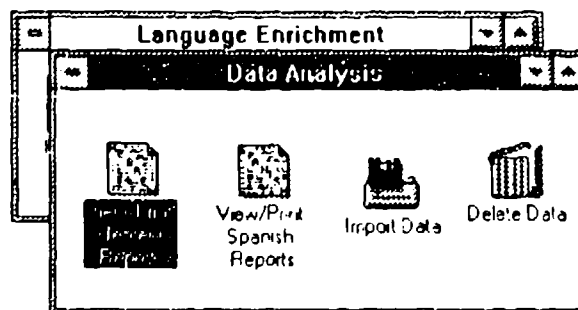 Language Enrichment
Data Analysis
View/Print
Spanish
Reports
Import Data
Delete Data